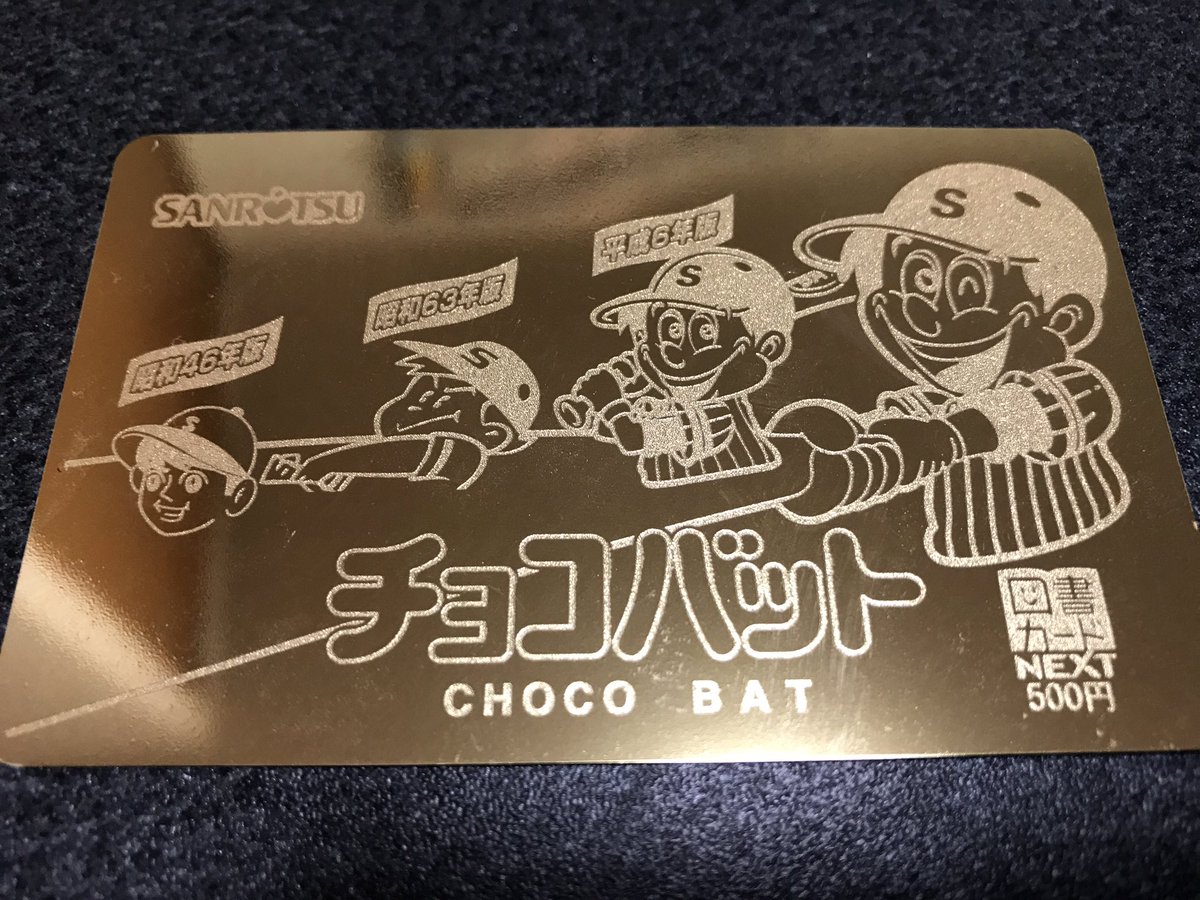 SANRITSU
昭和46年版
昭和63年版
平成6年版
S
S
S
S
チョコバット
CHOCO BAT
図書
カード
NEXT
500円